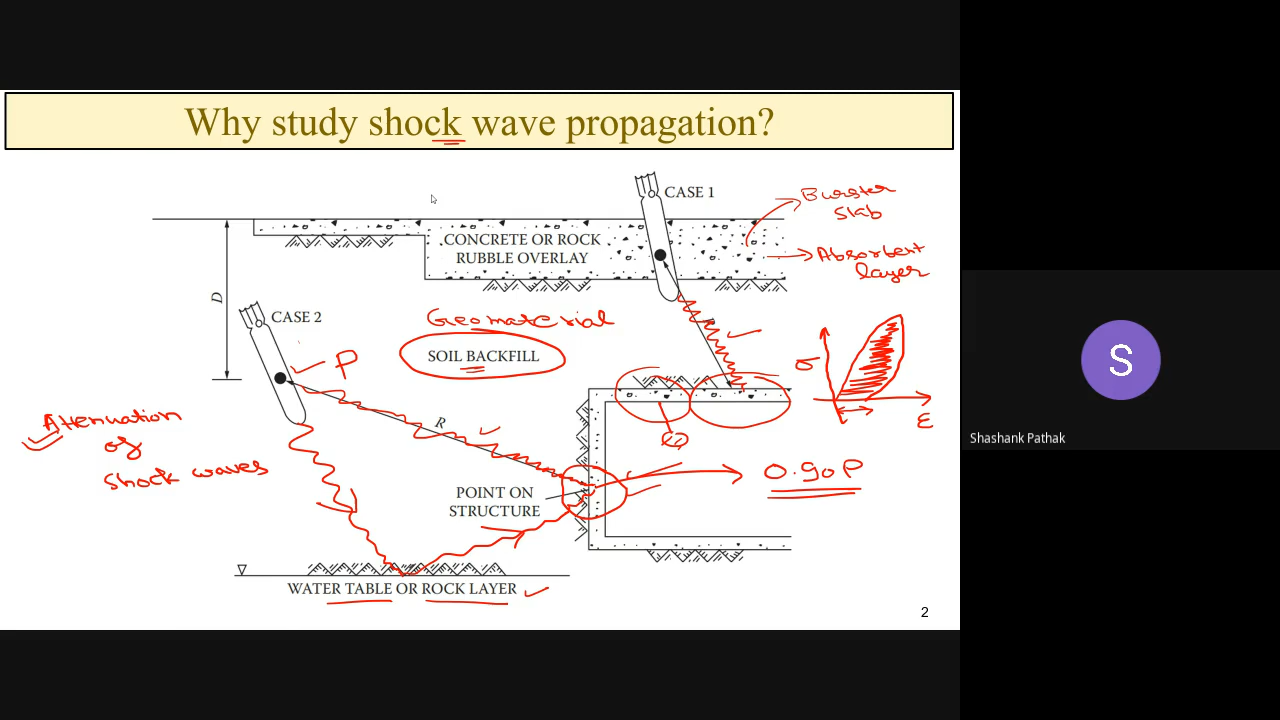 Why study shock wave propagation?
CASE 1
Burster
slab
CONCRETE OR ROCK
RUBBLE OVERLAY
Absorbent
layer
D
CASE 2
Geomaterial
SOIL BACKFILL
P
σ
ε
R
Attenuation
of
shock waves
0.90P
POINT ON
STRUCTURE
WATER TABLE OR ROCK LAYER
2
S
Shashank Pathak